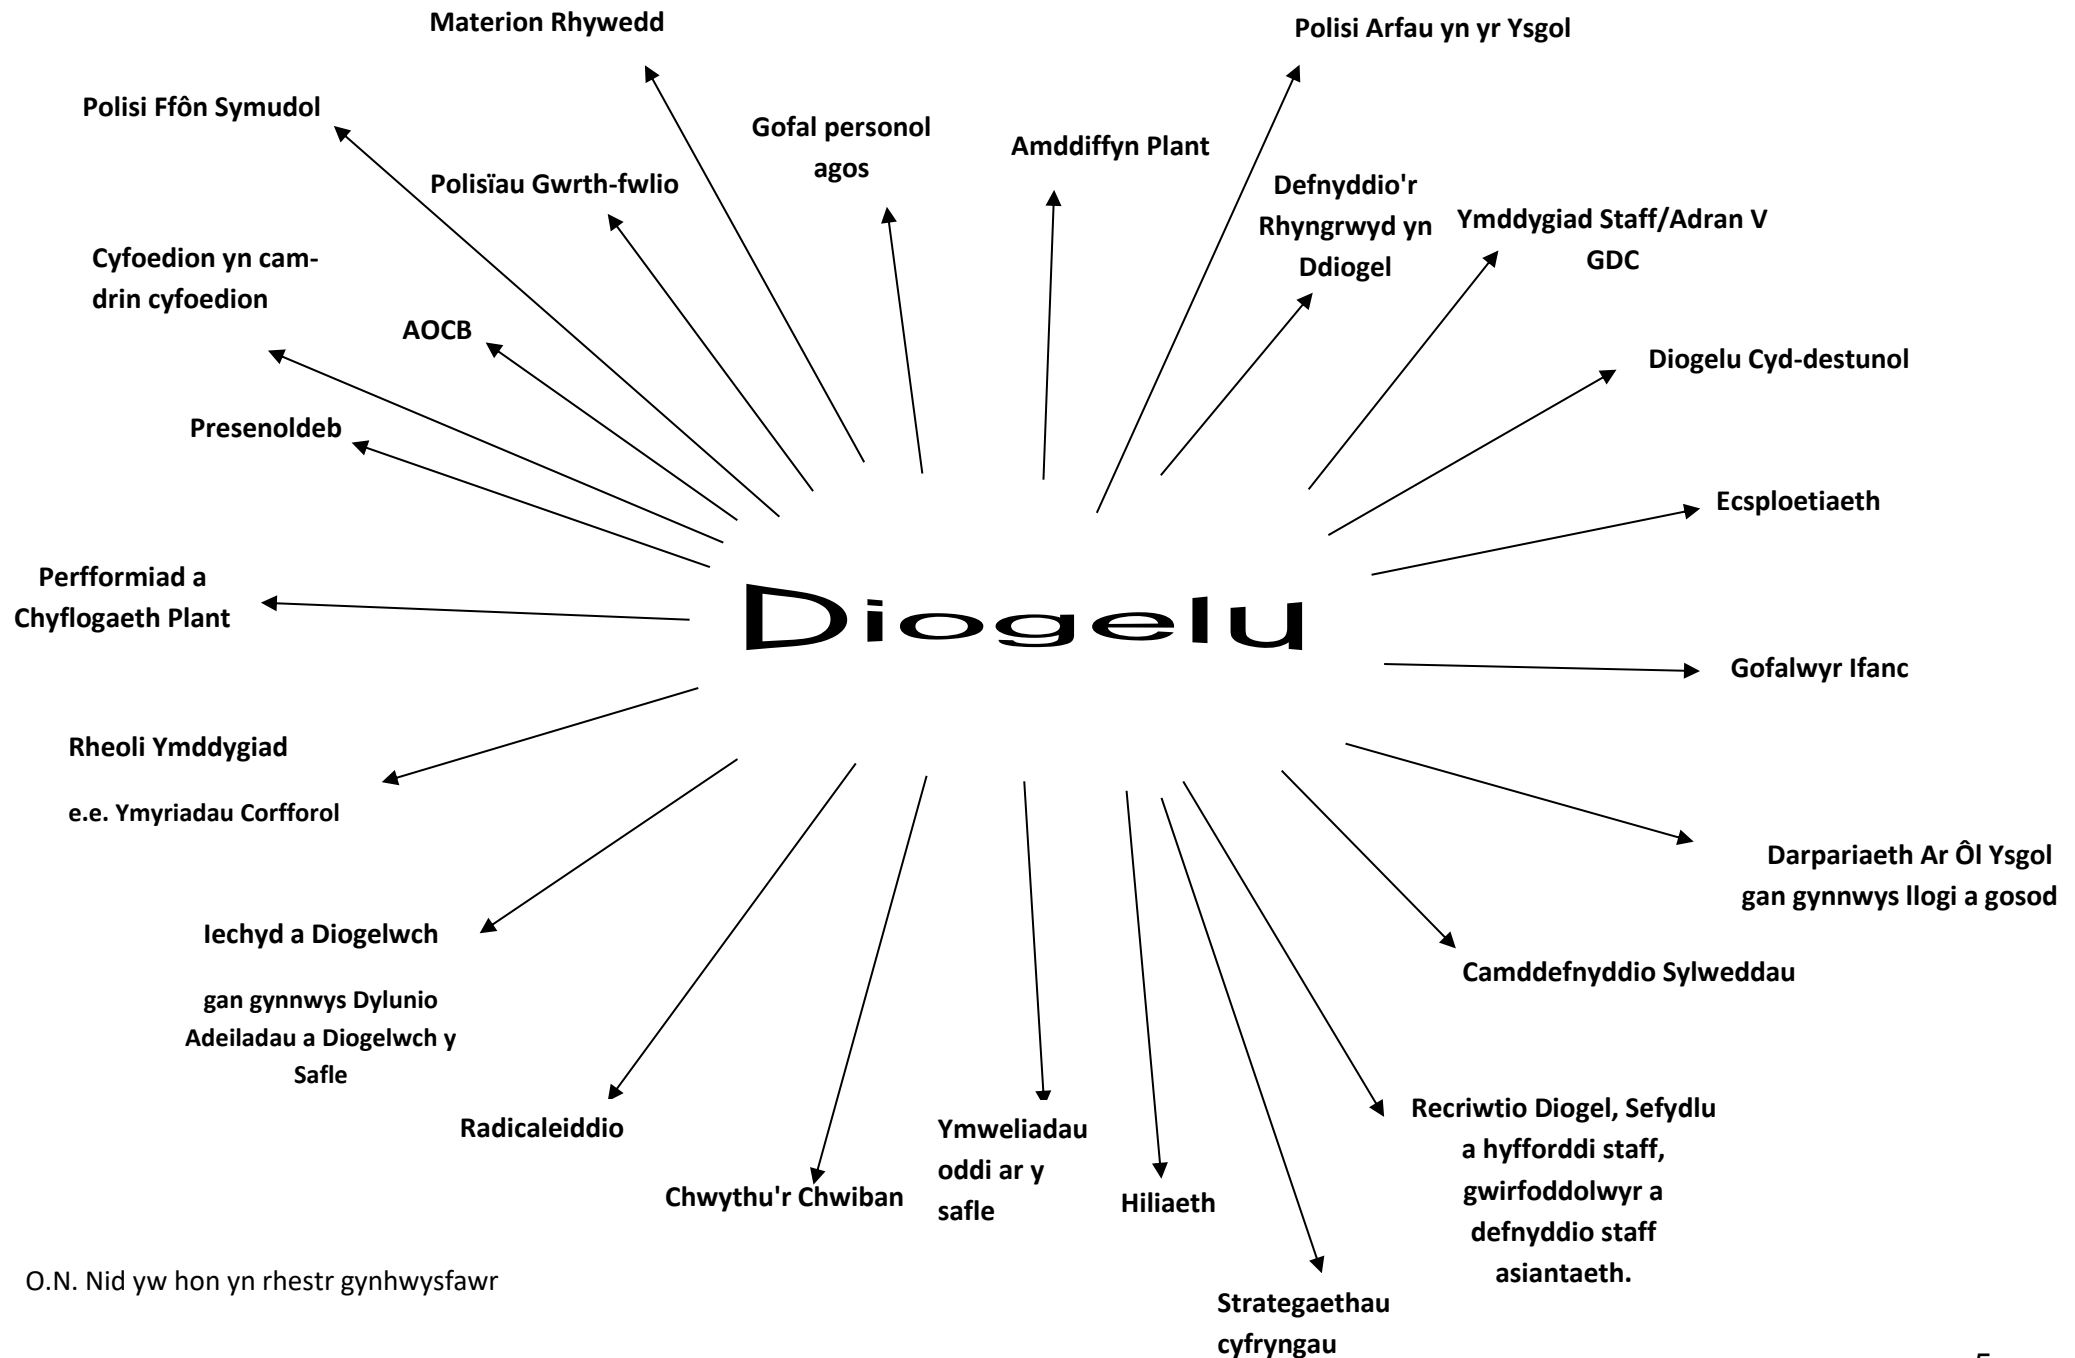 Materion Rhywedd
Polisi Arfau yn yr Ysgol
Polisi Ffôn Symudol
Gofal personol
agos
Amddiffyn Plant
Polisïau Gwrth-fwlio
Defnyddio'r
Rhyngrwyd yn
Ddiogel
Ymddygiad Staff/Adran V
GDC
Cyfoedion yn cam-
drin cyfoedion
AOCB
Diogelu Cyd-destunol
Presenoldeb
Ecsploetiaeth
Perfformiad a
Chyflogaeth Plant
Diogelu
Gofalwyr Ifanc
Rheoli Ymddygiad
e.e. Ymyriadau Corfforol
Darpariaeth Ar Ôl Ysgol
gan gynnwys llogi a gosod
Iechyd a Diogelwch
gan gynnwys Dylunio
Adeiladau a Diogelwch y
Safle
Camddefnyddio Sylweddau
Radicaleiddio
Chwythu'r Chwiban
Ymweliadau
oddi ar y
safle
Hiliaeth
Recriwtio Diogel, Sefydlu
a hyfforddi staff,
gwirfoddolwyr a
defnyddio staff
asiantaeth.
O.N. Nid yw hon yn rhestr gynhwysfawr
Strategaethau
cyfryngau